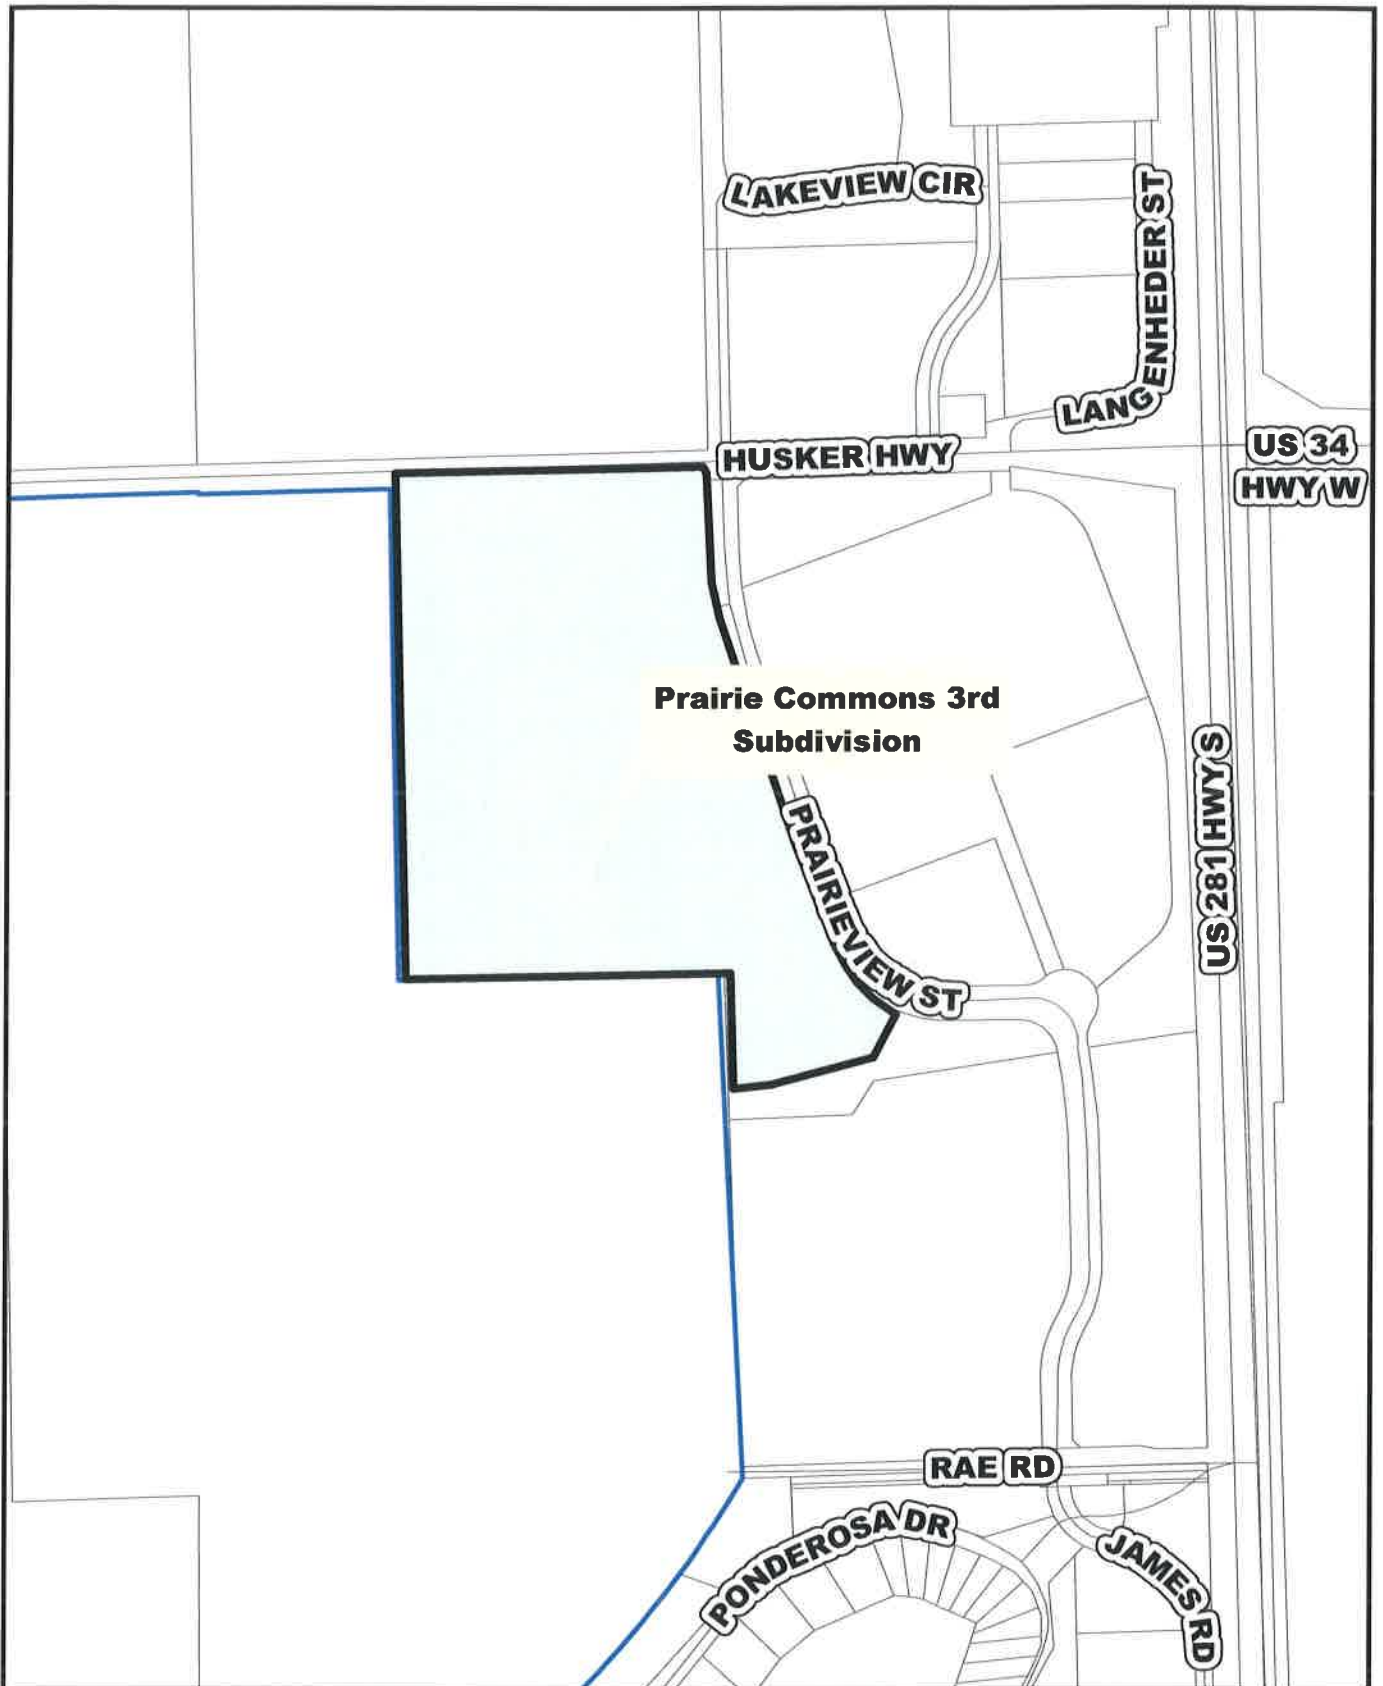 LAKEVIEW CIR
LANGENHEDER ST
HUSKER HWY
US 34
HWY W
Prairie Commons 3rd
Subdivision
US 281 HWY S
PRAIRIEVIEW ST
RAE RD
PONDEROSA DR
JAMES RD